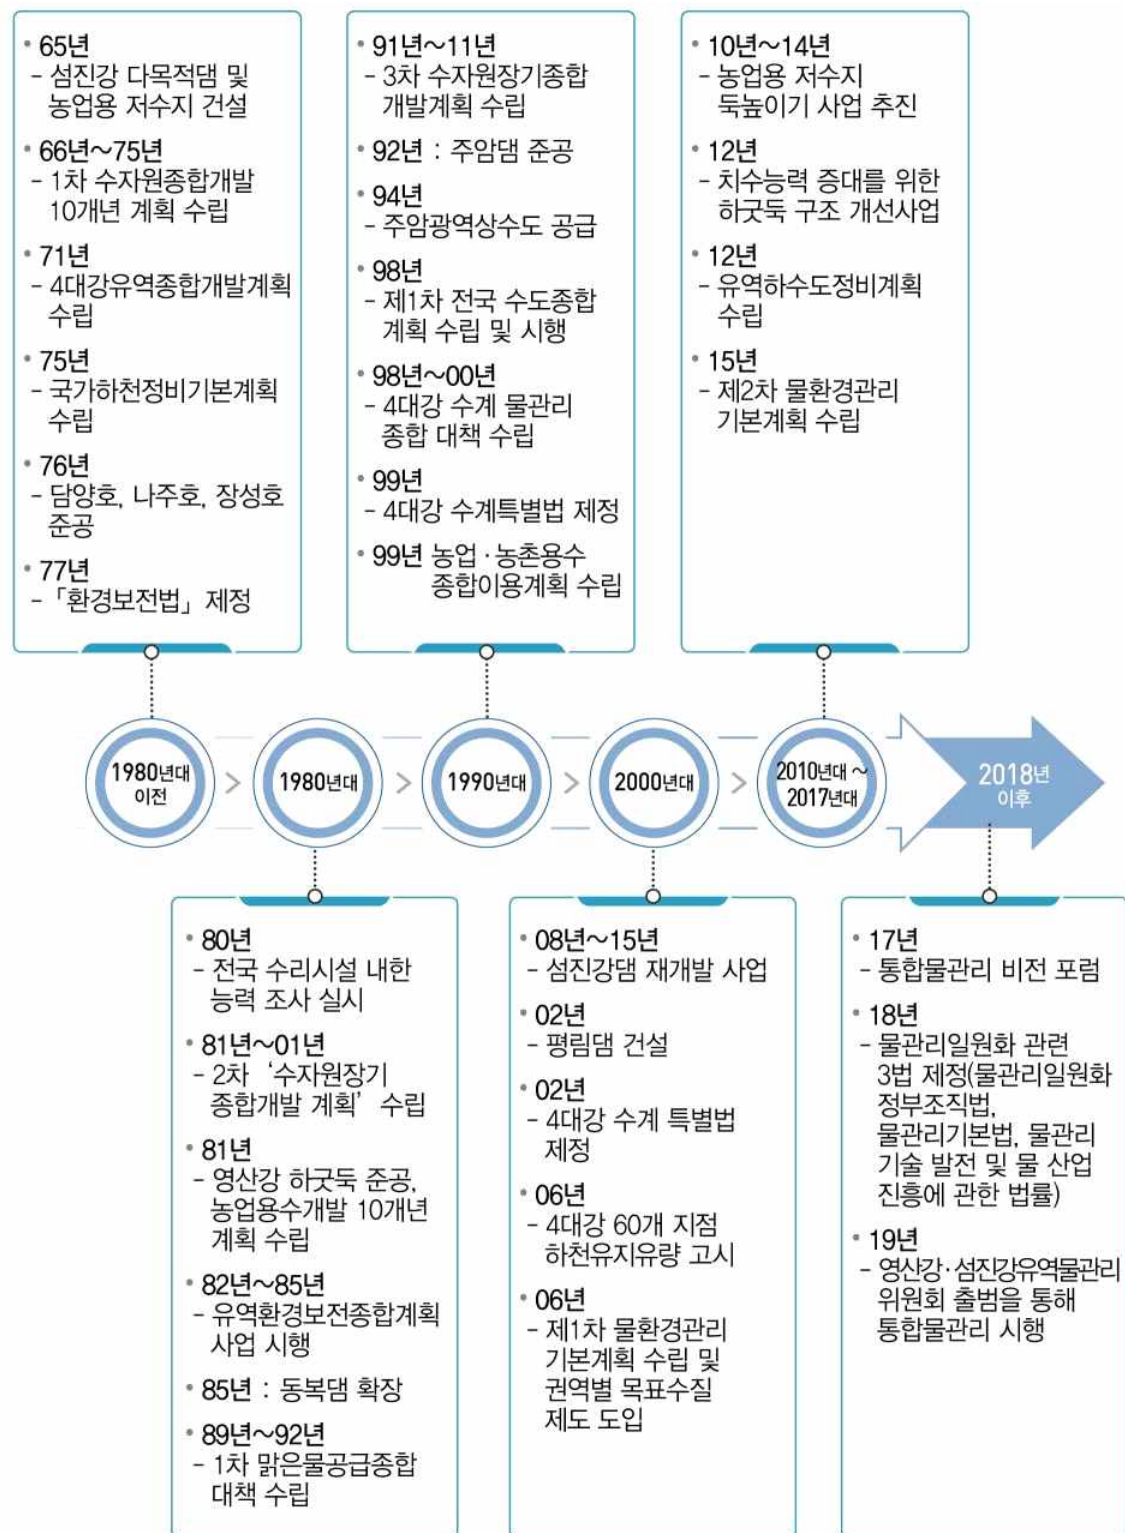 • 65년
- 섬진강 다목적댐 및
농업용 저수지 건설
• 66년~75년
- 1차 수자원종합개발
10개년 계획 수립
• 71년
- 4대강유역종합개발계획
수립
• 75년
- 국가하천정비기본계획
수립
• 76년
- 담양호, 나주호, 장성호
준공
• 77년
-「환경보전법」 제정
• 91년~11년
- 3차 수자원장기종합
개발계획 수립
• 92년 : 주암댐 준공
• 94년
- 주암광역상수도 공급
• 98년
- 제1차 전국 수도종합
계획 수립 및 시행
• 98년~00년
- 4대강 수계 물관리
종합 대책 수립
• 99년
- 4대강 수계특별법 제정
• 99년 농업·농촌용수
종합이용계획 수립
• 10년~14년
- 농업용 저수지
둑높이기 사업 추진
• 12년
- 치수능력 증대를 위한
하굿둑 구조 개선사업
• 12년
- 유역하수도정비계획
수립
• 15년
- 제2차 물환경관리
기본계획 수립
1980년대
이전
>
1980년대
>
1990년대
>
2000년대
>
2010년대 ~
2017년대
2018년
이후
• 80년
- 전국 수리시설 내한
능력 조사 실시
• 81년~01년
- 2차 ‘수자원장기
종합개발 계획’ 수립
• 81년
- 영산강 하굿둑 준공,
농업용수개발 10개년
계획 수립
• 82년~85년
- 유역환경보전종합계획
사업 시행
• 85년 : 동복댐 확장
• 89년~92년
- 1차 맑은물공급종합
대책 수립
• 08년~15년
- 섬진강댐 재개발 사업
• 02년
- 평림댐 건설
• 02년
- 4대강 수계 특별법
제정
• 06년
- 4대강 60개 지점
하천유지유량 고시
• 06년
- 제1차 물환경관리
기본계획 수립 및
권역별 목표수질
제도 도입
• 17년
- 통합물관리 비전 포럼
• 18년
- 물관리일원화 관련
3법 제정(물관리일원화
정부조직법,
물관리기본법, 물관리
기술 발전 및 물 산업
진흥에 관한 법률)
• 19년
- 영산강·섬진강유역물관리
위원회 출범을 통해
통합물관리 시행